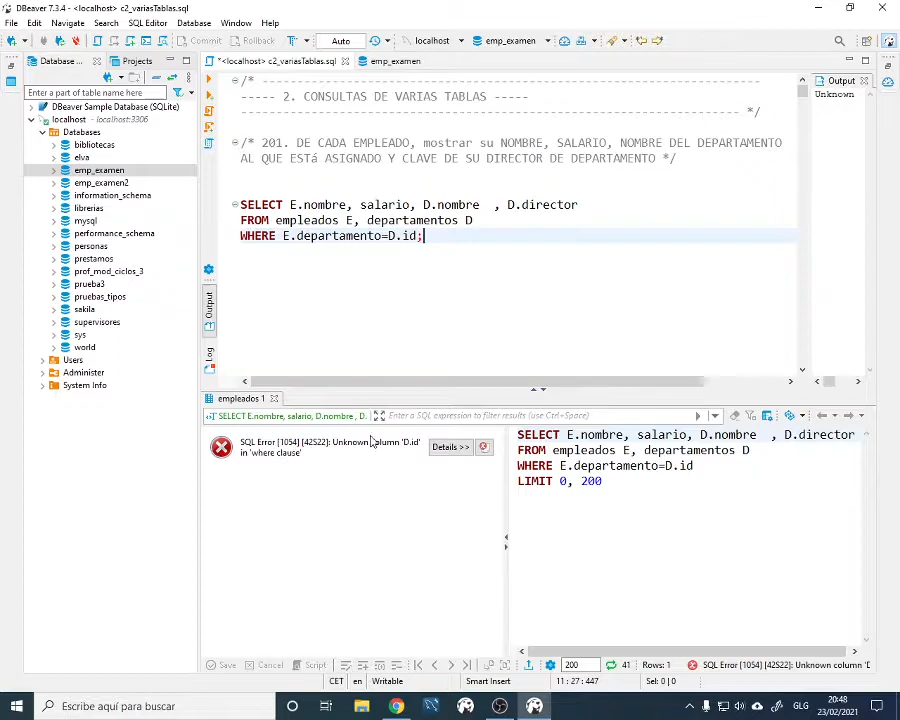 DBeaver 7.3.4 - <localhost> c2_variasTablas.sql
File Edit Navigate Search SQL Editor Database Window Help
Commit Rollback Auto localhost emp_examen
Database ... Projects
*<localhost> c2_variasTablas.sql emp_examen
Output
Enter a part of table name here
DBeaver Sample Database (SQLite)
localhost - localhost:3306
Databases
bibliotecas
elva
emp_examen
emp_examen2
information_schema
librerias
mysql
performance_schema
personas
prestamos
prof_mod_ciclos_3
prueba3
pruebas_tipos
sakila
supervisores
sys
world
Users
Administer
System Info
/* --------------------------------------------------------------------
----- 2. CONSULTAS DE VARIAS TABLAS -----
-------------------------------------------------------------------- */
/* 201. DE CADA EMPLEADO, mostrar su NOMBRE, SALARIO, NOMBRE DEL DEPARTAMENTO
AL QUE ESTá ASIGNADO Y CLAVE DE SU DIRECTOR DE DEPARTAMENTO */
SELECT E.nombre, salario, D.nombre  , D.director
FROM empleados E, departamentos D
WHERE E.departamento=D.id;
Unknown
Output
Log
empleados 1
SELECT E.nombre, salario, D.nombre , D.
Enter a SQL expression to filter results (use Ctrl+Space)
SQL Error [1054] [42S22]: Unknown column 'D.id'
in 'where clause'
Details >>
SELECT E.nombre, salario, D.nombre  , D.director
FROM empleados E, departamentos D
WHERE E.departamento=D.id
LIMIT 0, 200
Save Cancel Script 200 41 Rows: 1 SQL Error [1054] [42S22]: Unknown column 'D
CET en Writable Smart Insert 11 : 27 : 447 Sel: 0 | 0
Escribe aquí para buscar
GLG
20:48
23/02/2021